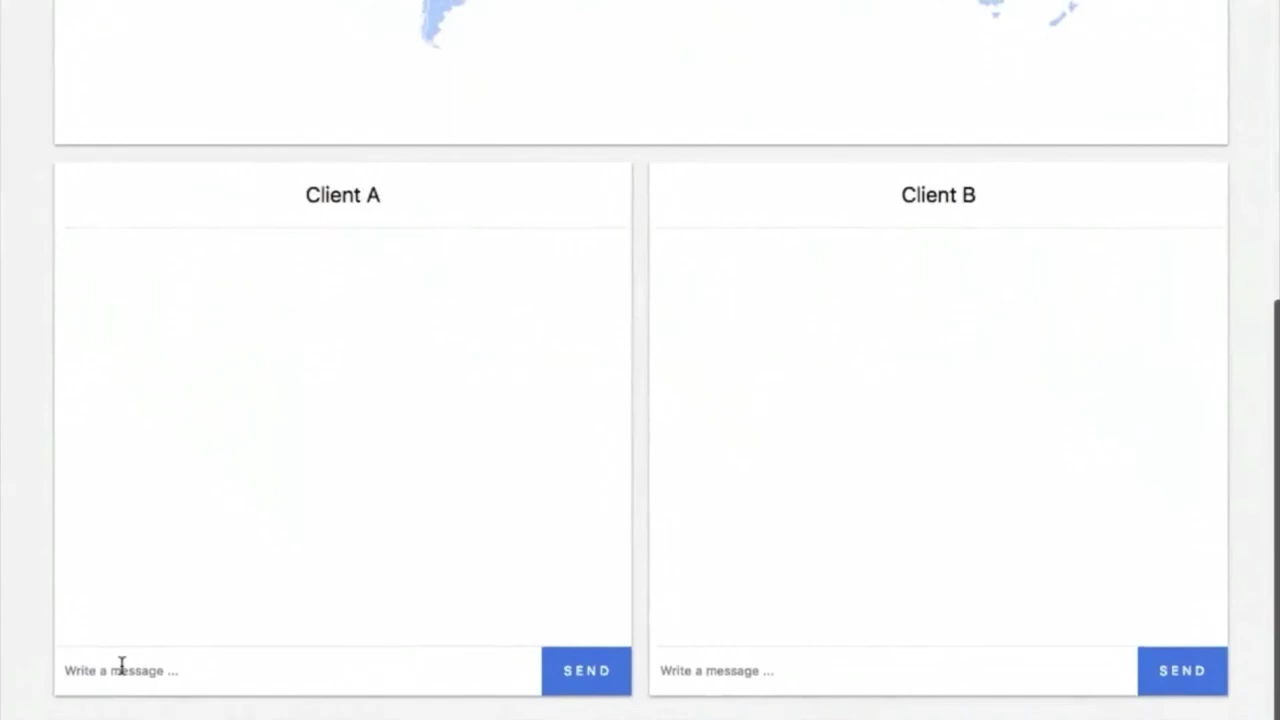 Client A
Client B
Write a message ...
SEND
Write a message ...
SEND